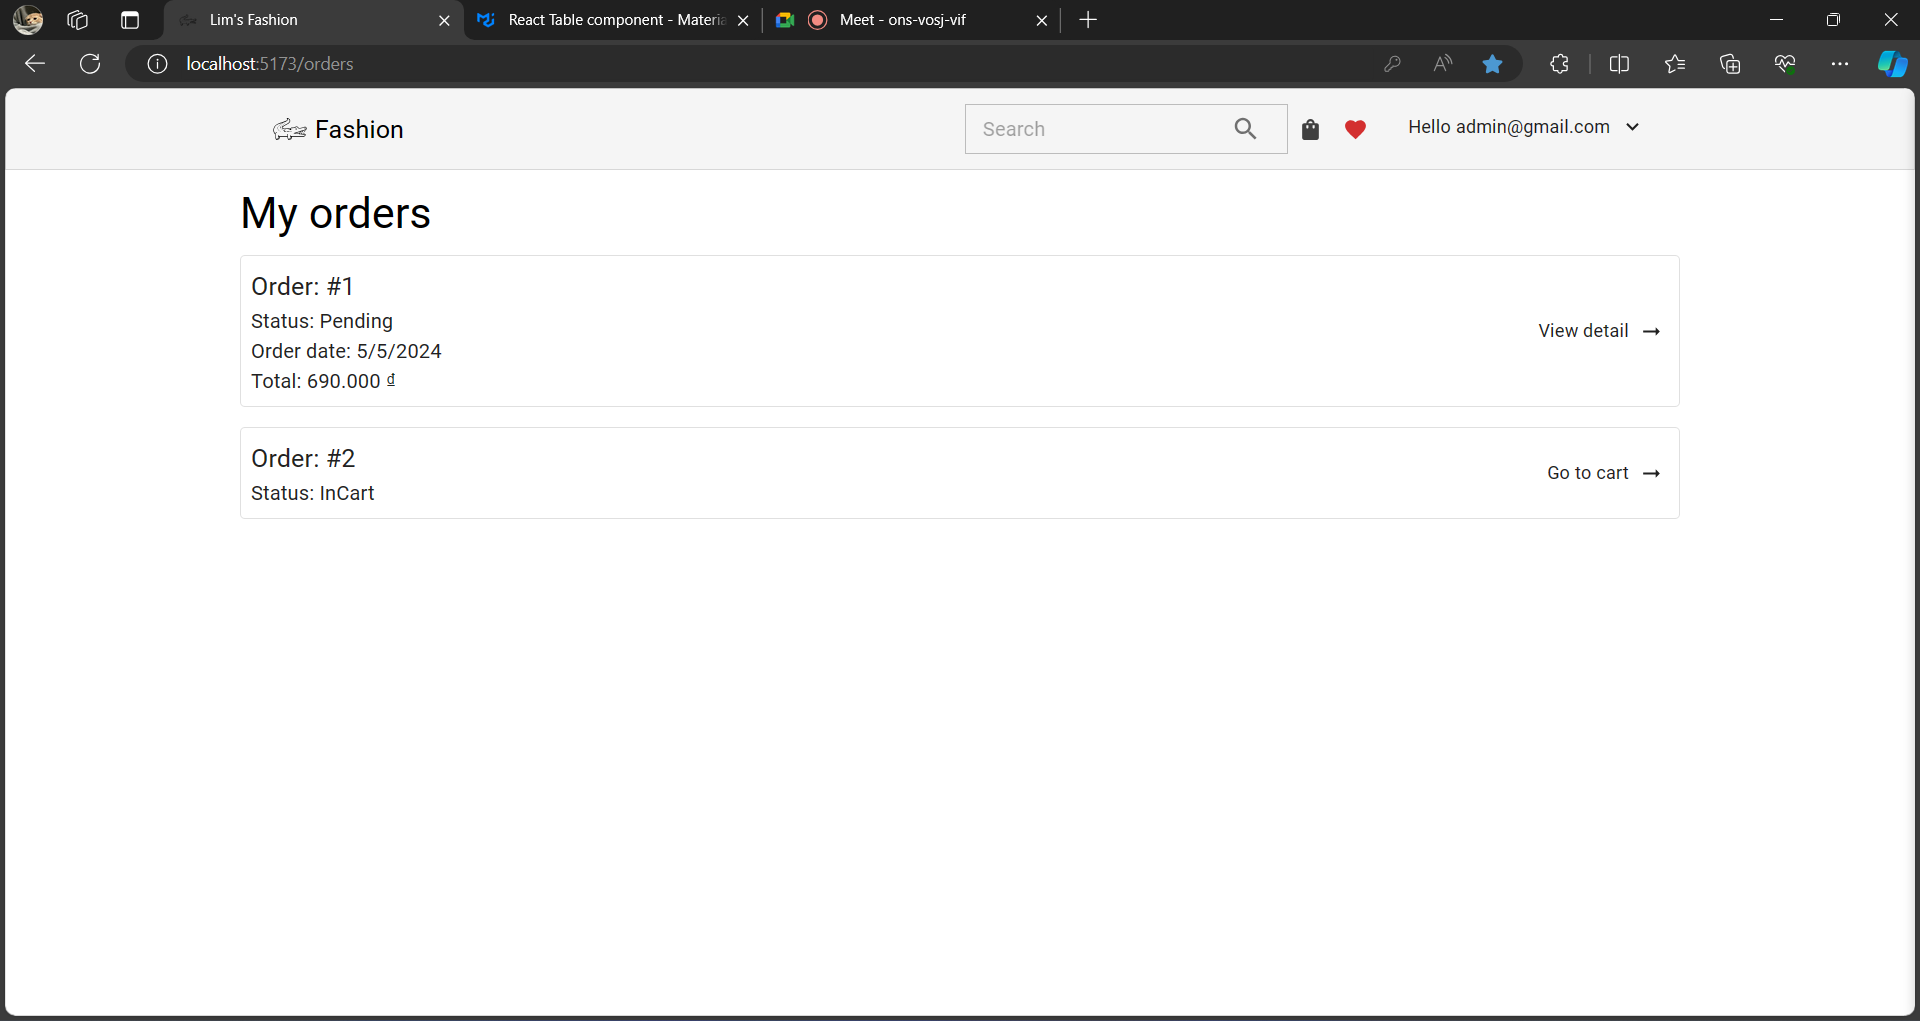 Lim's Fashion
React Table component - Materia
Meet - ons-vosj-vif
localhost:5173/orders
Fashion
Search
Hello admin@gmail.com
My orders
Order: #1
Status: Pending
Order date: 5/5/2024
Total: 690.000 ₫
View detail →
Order: #2
Status: InCart
Go to cart →